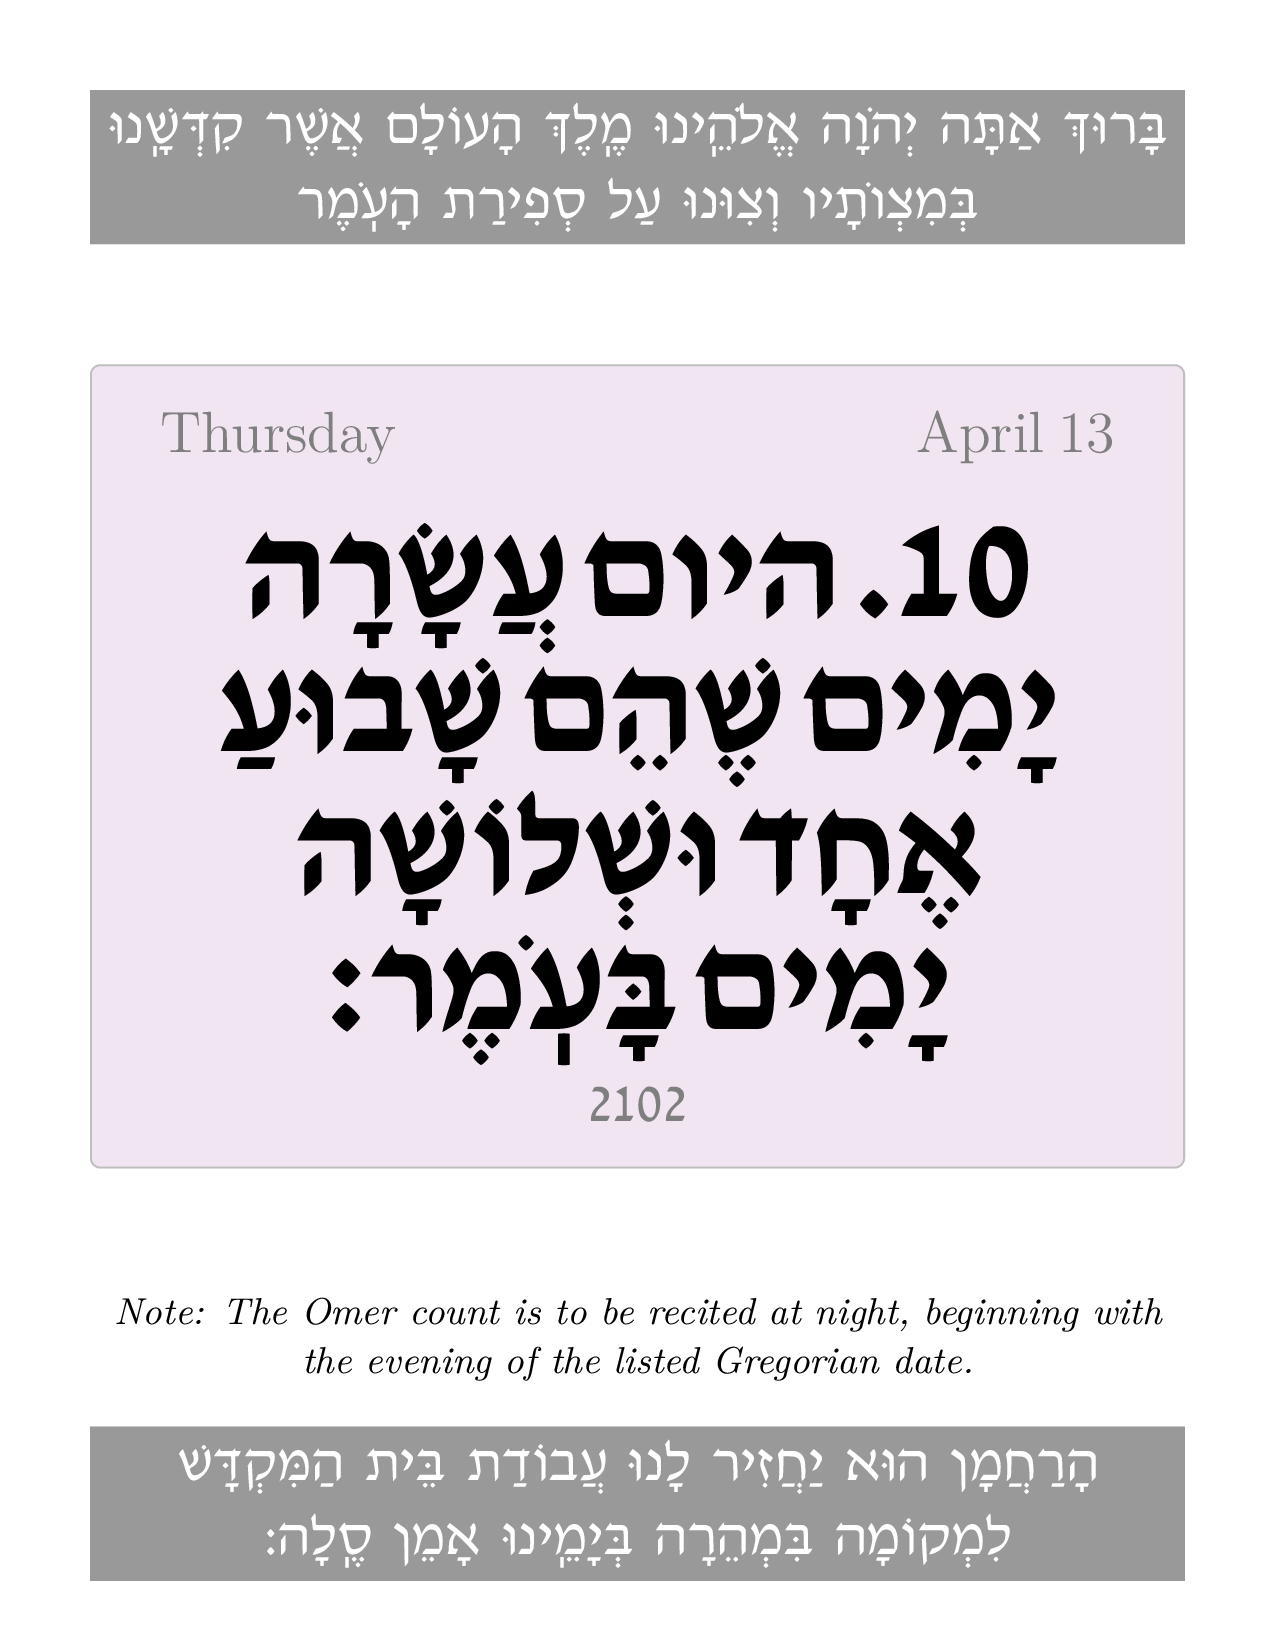 בָּרוּךְ אַתָּה יְהֹוָה אֱלֹהֵֽינוּ מֶֽלֶךְ הָעוֹלָם אֲשֶׁר קִדְּשָֽׁנוּ
בְּמִצְוֹתָיו וְצִוּנוּ עַל סְפִירַת הָעֹֽמֶר
Thursday April 13
10. היום עֲשָׂרָה
יָמִים שֶׁהֵם שָׁבוּעַ
אֶחָד וּשְׁלוֹשָׁה
יָמִים בָּעֹֽמֶר:
2102
Note: The Omer count is to be recited at night, beginning with
the evening of the listed Gregorian date.
הָרַחֲמָן הוּא יַחֲזִיר לָנוּ עֲבוֹדַת בֵּית הַמִּקְדָּשׁ
לִמְקוֹמָהּ בִּמְהֵרָה בְּיָמֵֽינוּ אָמֵן סֶֽלָה: